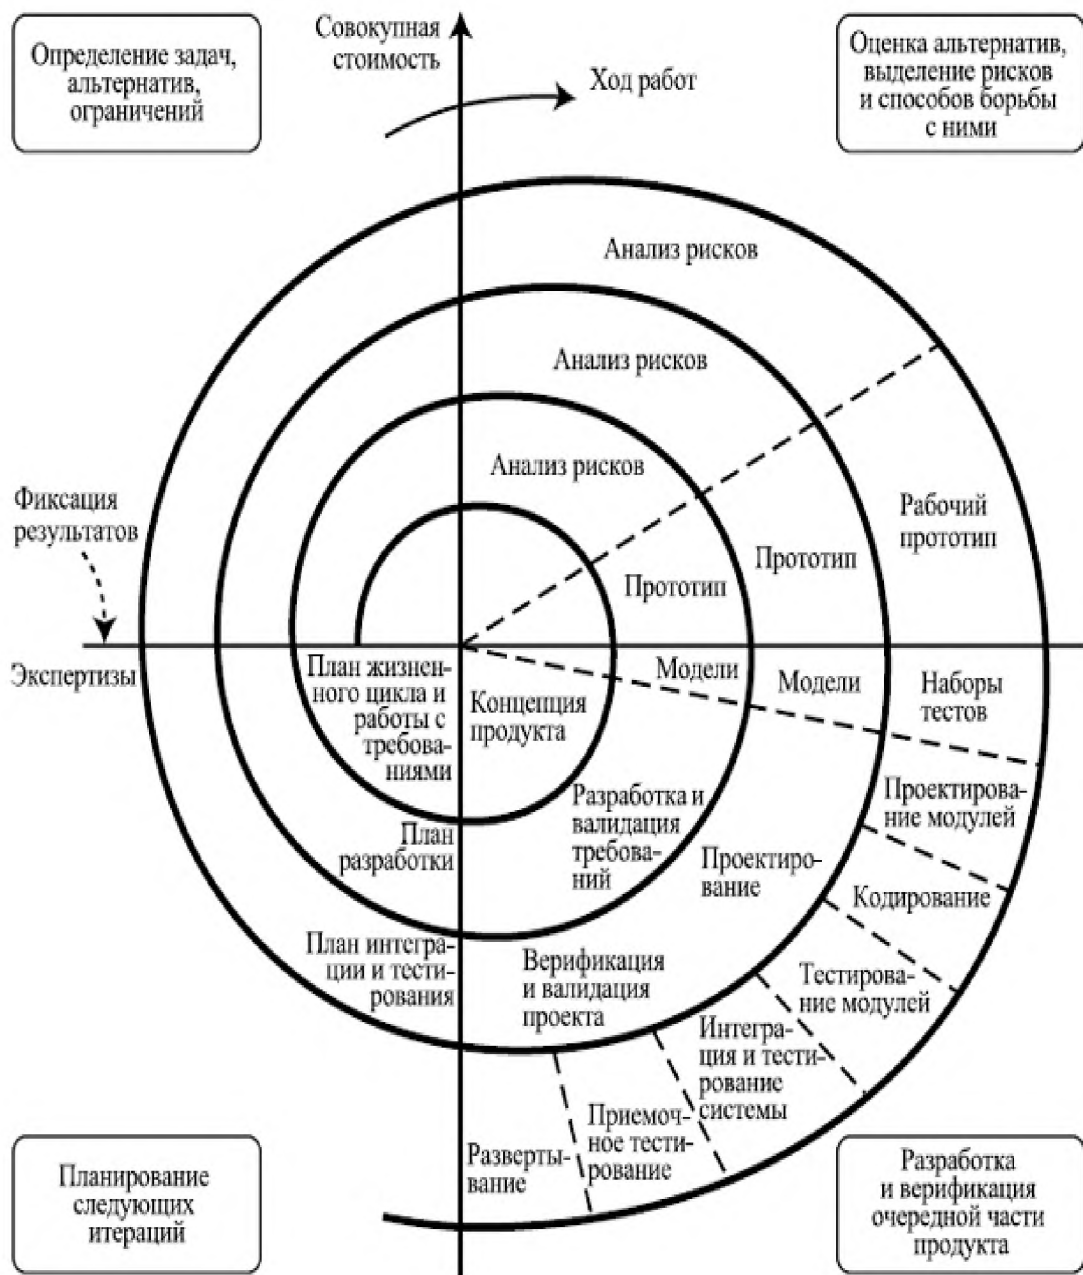 Определение задач,
альтернатив,
ограничений
Совокупная
стоимость
Ход работ
Оценка альтернатив,
выделение рисков
и способов борьбы
с ними
Анализ рисков
Анализ рисков
Анализ рисков
Фиксация
результатов
Рабочий
прототип
Прототип
Прототип
Экспертизы
План жизнен-
ного цикла и
работы с
требова-
ниями
Концепция
продукта
Модели
Модели
Наборы
тестов
План
разработки
Разработка и
валидация
требова-
ний
Проектиро-
вание
Проектирова-
ние модулей
Кодирование
План интегра-
ции и тести-
рования
Верификация
и валидация
проекта
Тестирова-
ние модулей
Интегра-
ция и тести-
рование
системы
Приемоч-
ное тести-
рование
Разверты-
вание
Планирование
следующих
итераций
Разработка
и верификация
очередной части
продукта